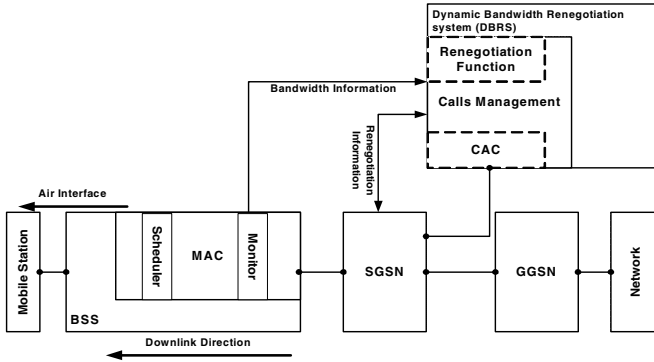 Dynamic Bandwidth Renegotiation
system (DBRS)
Renegotiation
Function
Bandwidth Information
Calls Management
Renegotiation
Information
CAC
Air Interface
Mobile Station
Scheduler
MAC
Monitor
BSS
SGSN
GGSN
Network
Downlink Direction